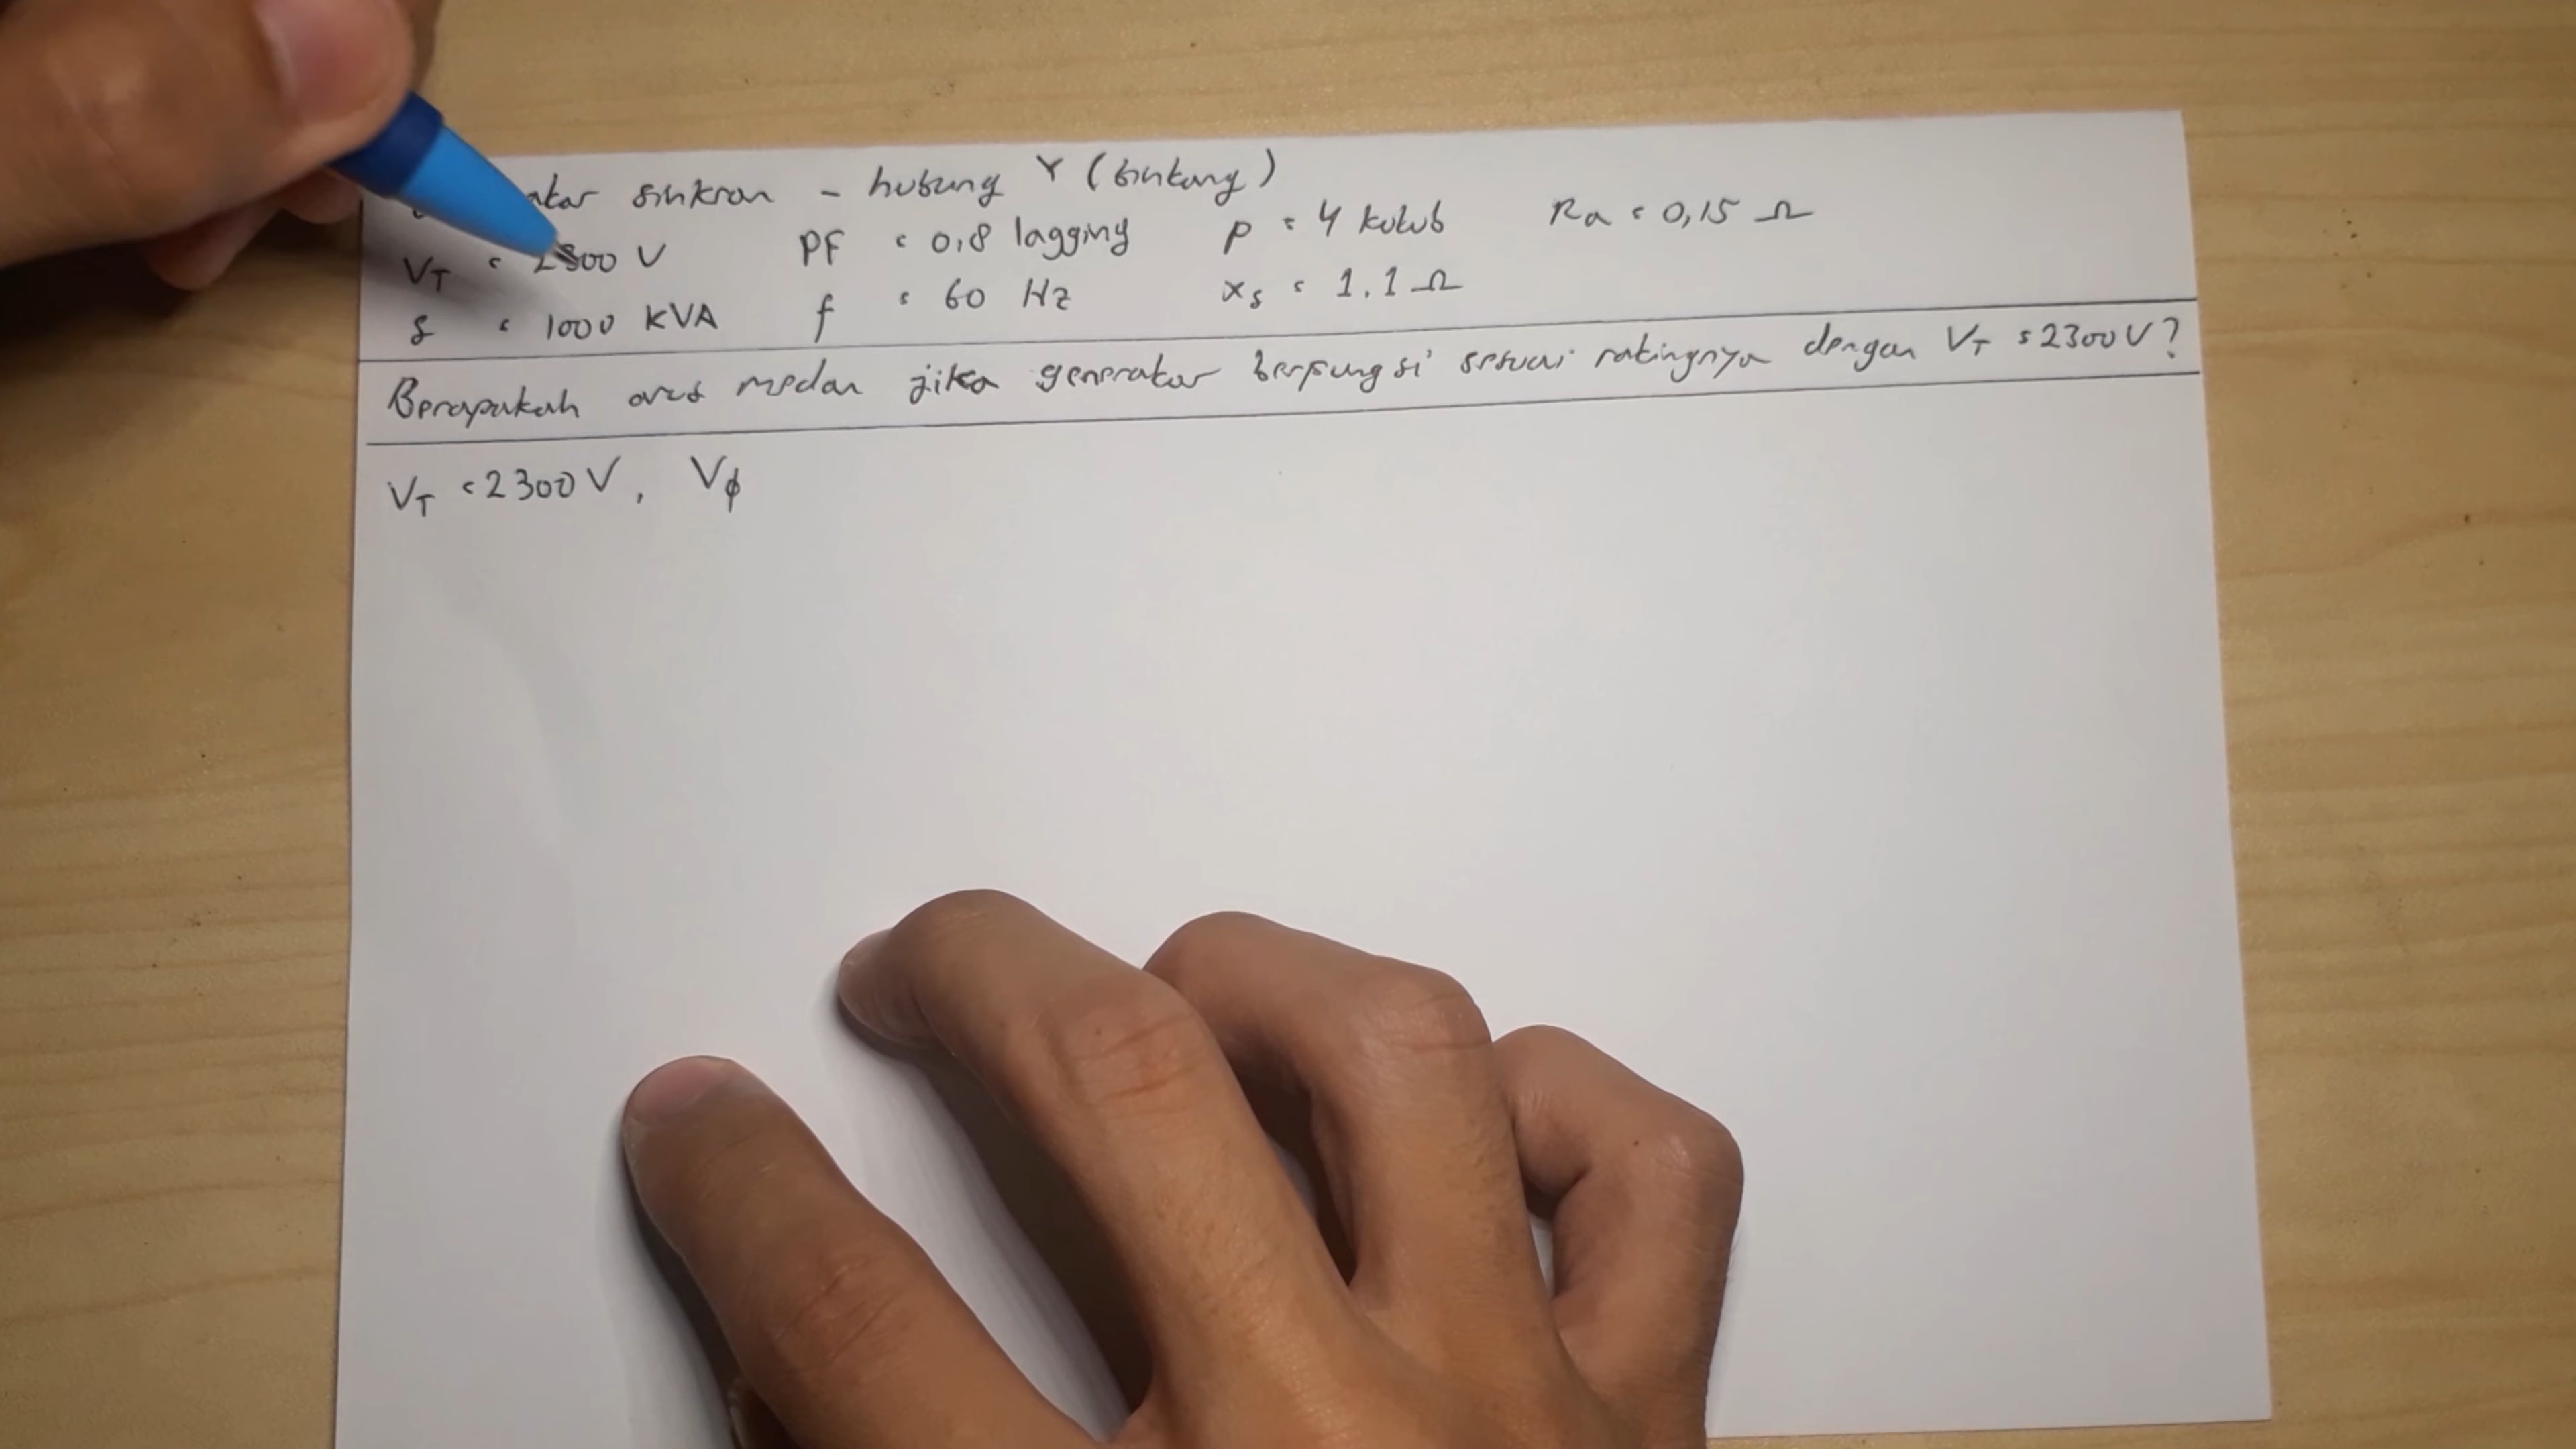 sinkron - hubung Y (bintang)
VT = 2300 V PF = 0,8 lagging P = 4 kutub Ra = 0,15 Ω
S = 1000 KVA f = 60 Hz Xs = 1.1 Ω
Berapakah arus medan jika generator berfungsi sesuai ratingnya dengan VT = 2300 V?
VT = 2300 V, Vϕ